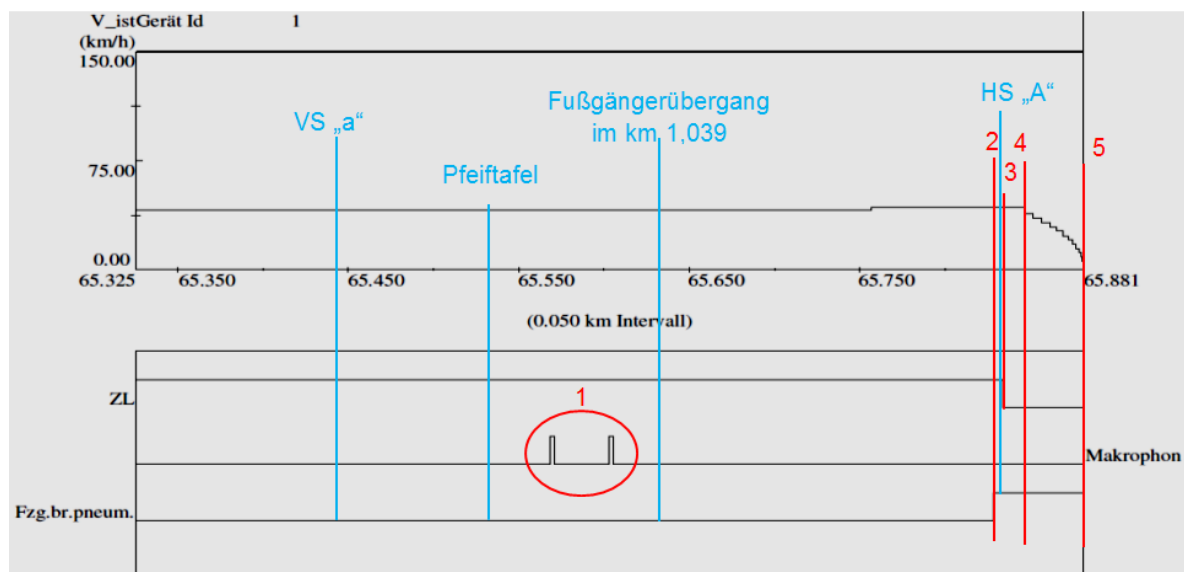 V_istGerät Id 1
(km/h)
150.00
75.00
0.00
VS „a“
Pfeiftafel
Fußgängerübergang
im km 1,039
HS „A“
2
3
4
5
65.325 65.350 65.450 65.550 65.650 65.750 65.881
(0.050 km Intervall)
ZL
1
Makrophon
Fzg.br.pneum.